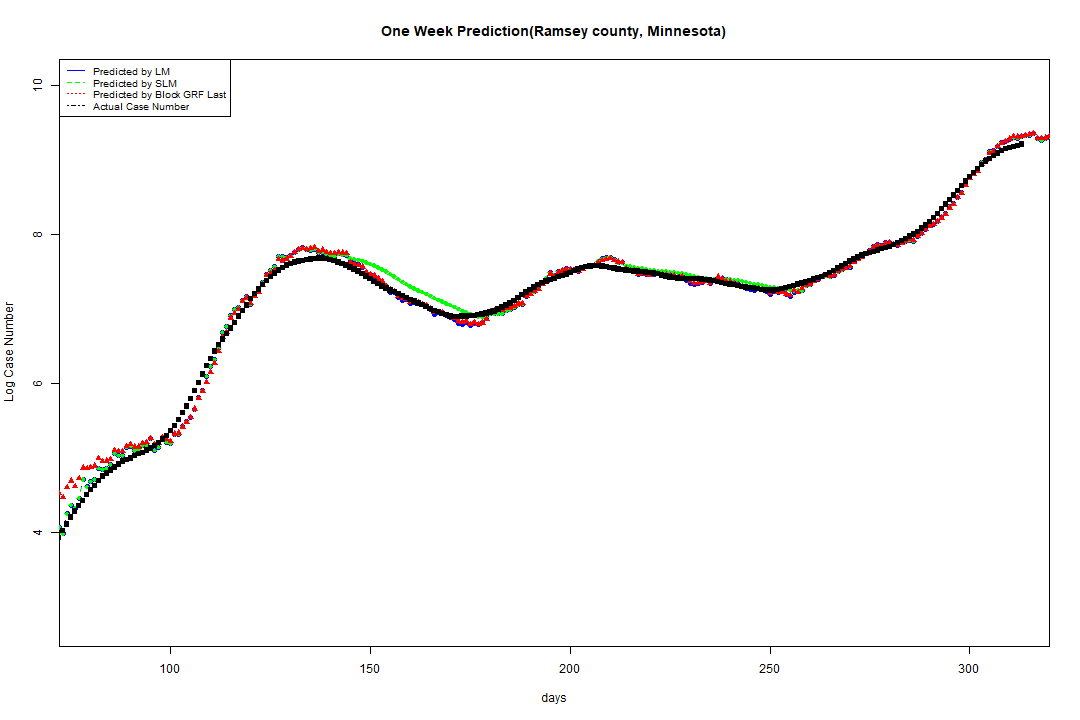 One Week Prediction(Ramsey county, Minnesota)
Predicted by LM
Predicted by SLM
Predicted by Block GRF Last
Actual Case Number
10
8
6
4
Log Case Number
100 150 200 250 300
days